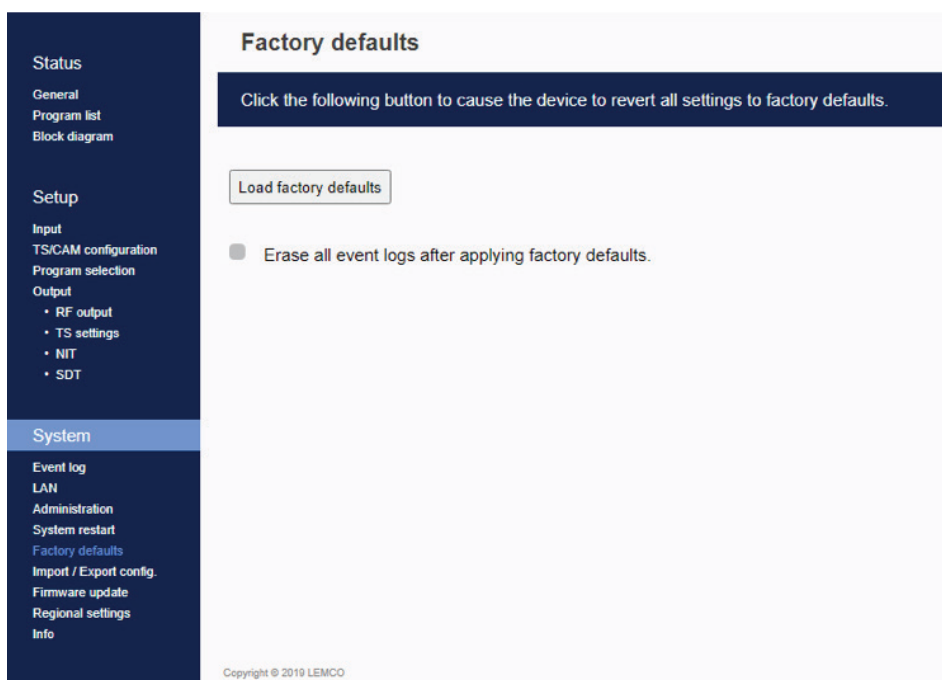 Status
General
Program list
Block diagram
Setup
Input
TS/CAM configuration
Program selection
Output
• RF output
• TS settings
• NIT
• SDT
System
Event log
LAN
Administration
System restart
Factory defaults
Import / Export config.
Firmware update
Regional settings
Info
Factory defaults
Click the following button to cause the device to revert all settings to factory defaults.
Load factory defaults
Erase all event logs after applying factory defaults.
Copyright © 2019 LEMCO